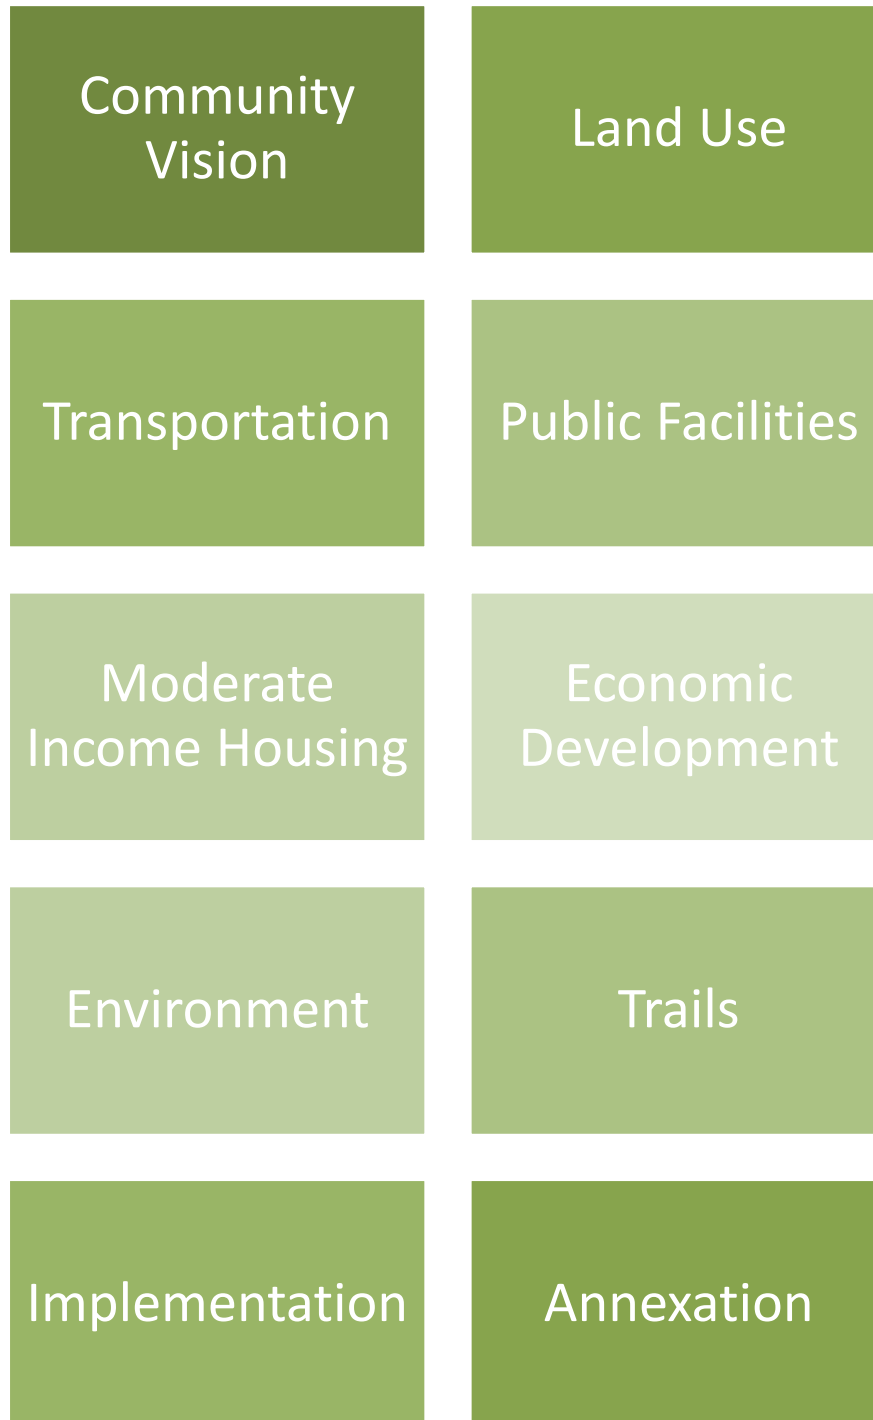 Community
Vision
Land Use
Transportation
Public Facilities
Moderate
Income Housing
Economic
Development
Environment
Trails
Implementation
Annexation